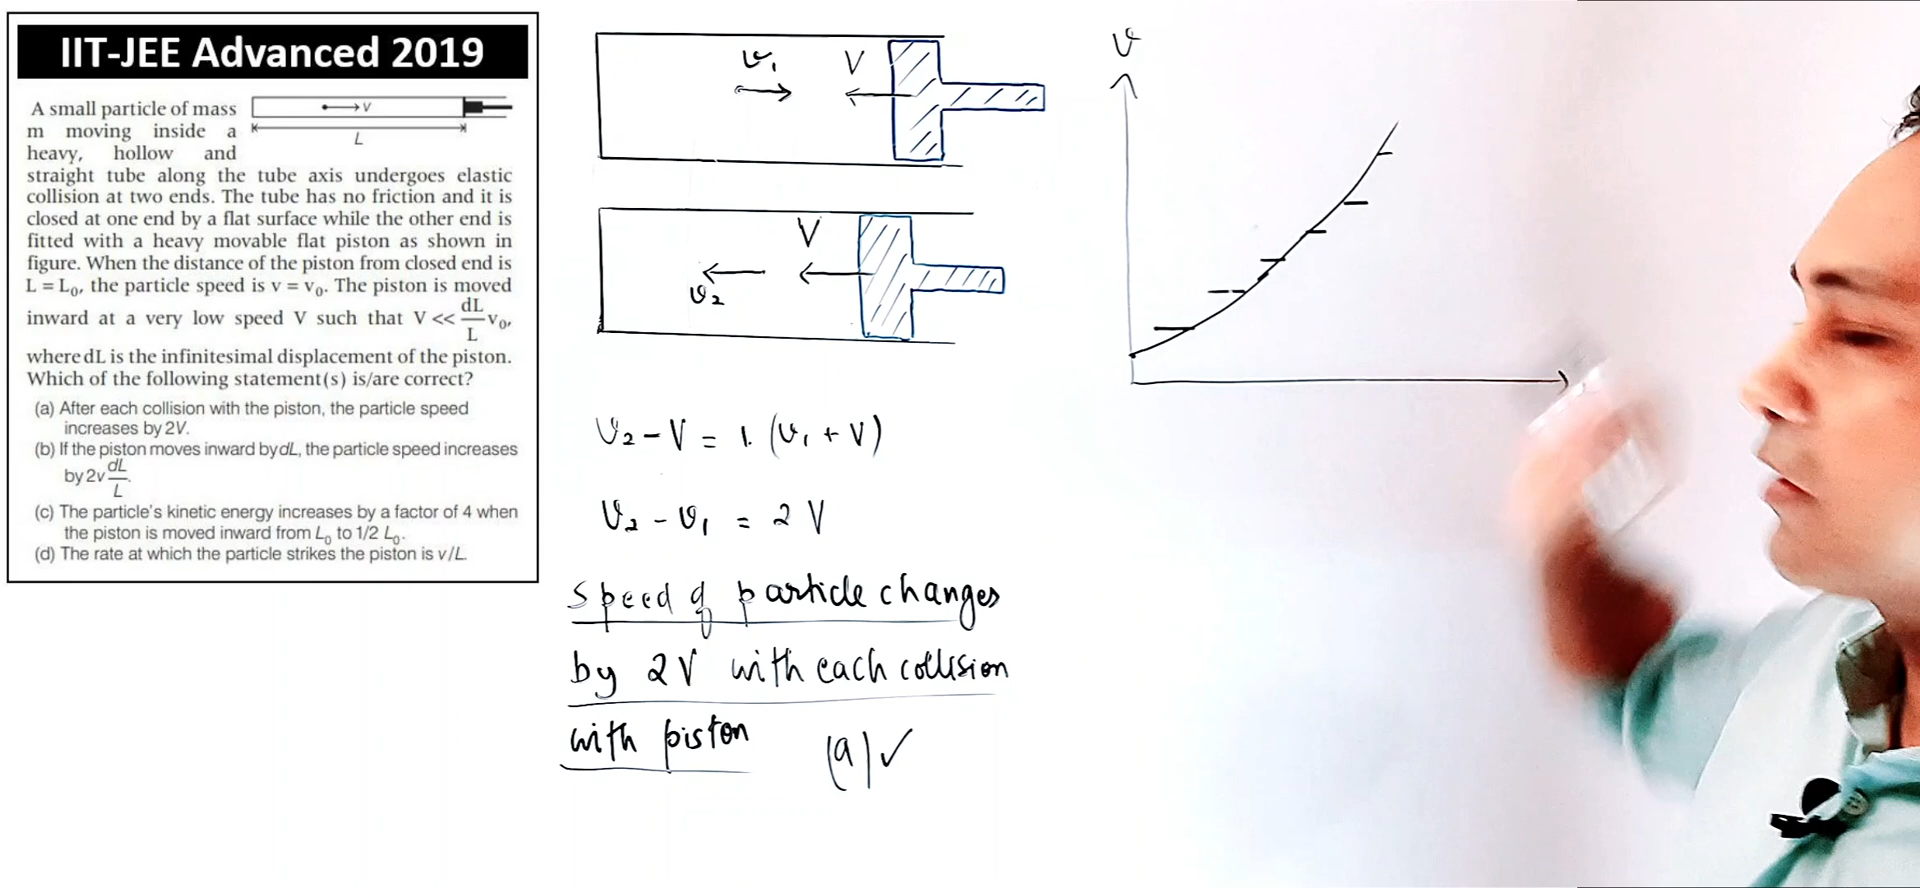 IIT-JEE Advanced 2019
A small particle of mass
m moving inside a
heavy, hollow and
straight tube along the tube axis undergoes elastic
collision at two ends. The tube has no friction and it is
closed at one end by a flat surface while the other end is
fitted with a heavy movable flat piston as shown in
figure. When the distance of the piston from closed end is
L = L₀, the particle speed is v = v₀. The piston is moved
inward at a very low speed V such that V << dL/L v₀,
where dL is the infinitesimal displacement of the piston.
Which of the following statement(s) is/are correct?
(a) After each collision with the piston, the particle speed
increases by 2V.
(b) If the piston moves inward by dL, the particle speed increases
by 2v dL/L.
(c) The particle's kinetic energy increases by a factor of 4 when
the piston is moved inward from L₀ to 1/2 L₀.
(d) The rate at which the particle strikes the piston is v/L.
v
L
v₁ V
V
v₂
v₂ - V = 1. (v₁ + V)
v₂ - v₁ = 2 V
speed of particle changes
by 2V with each collision
with piston (a) ✓
v